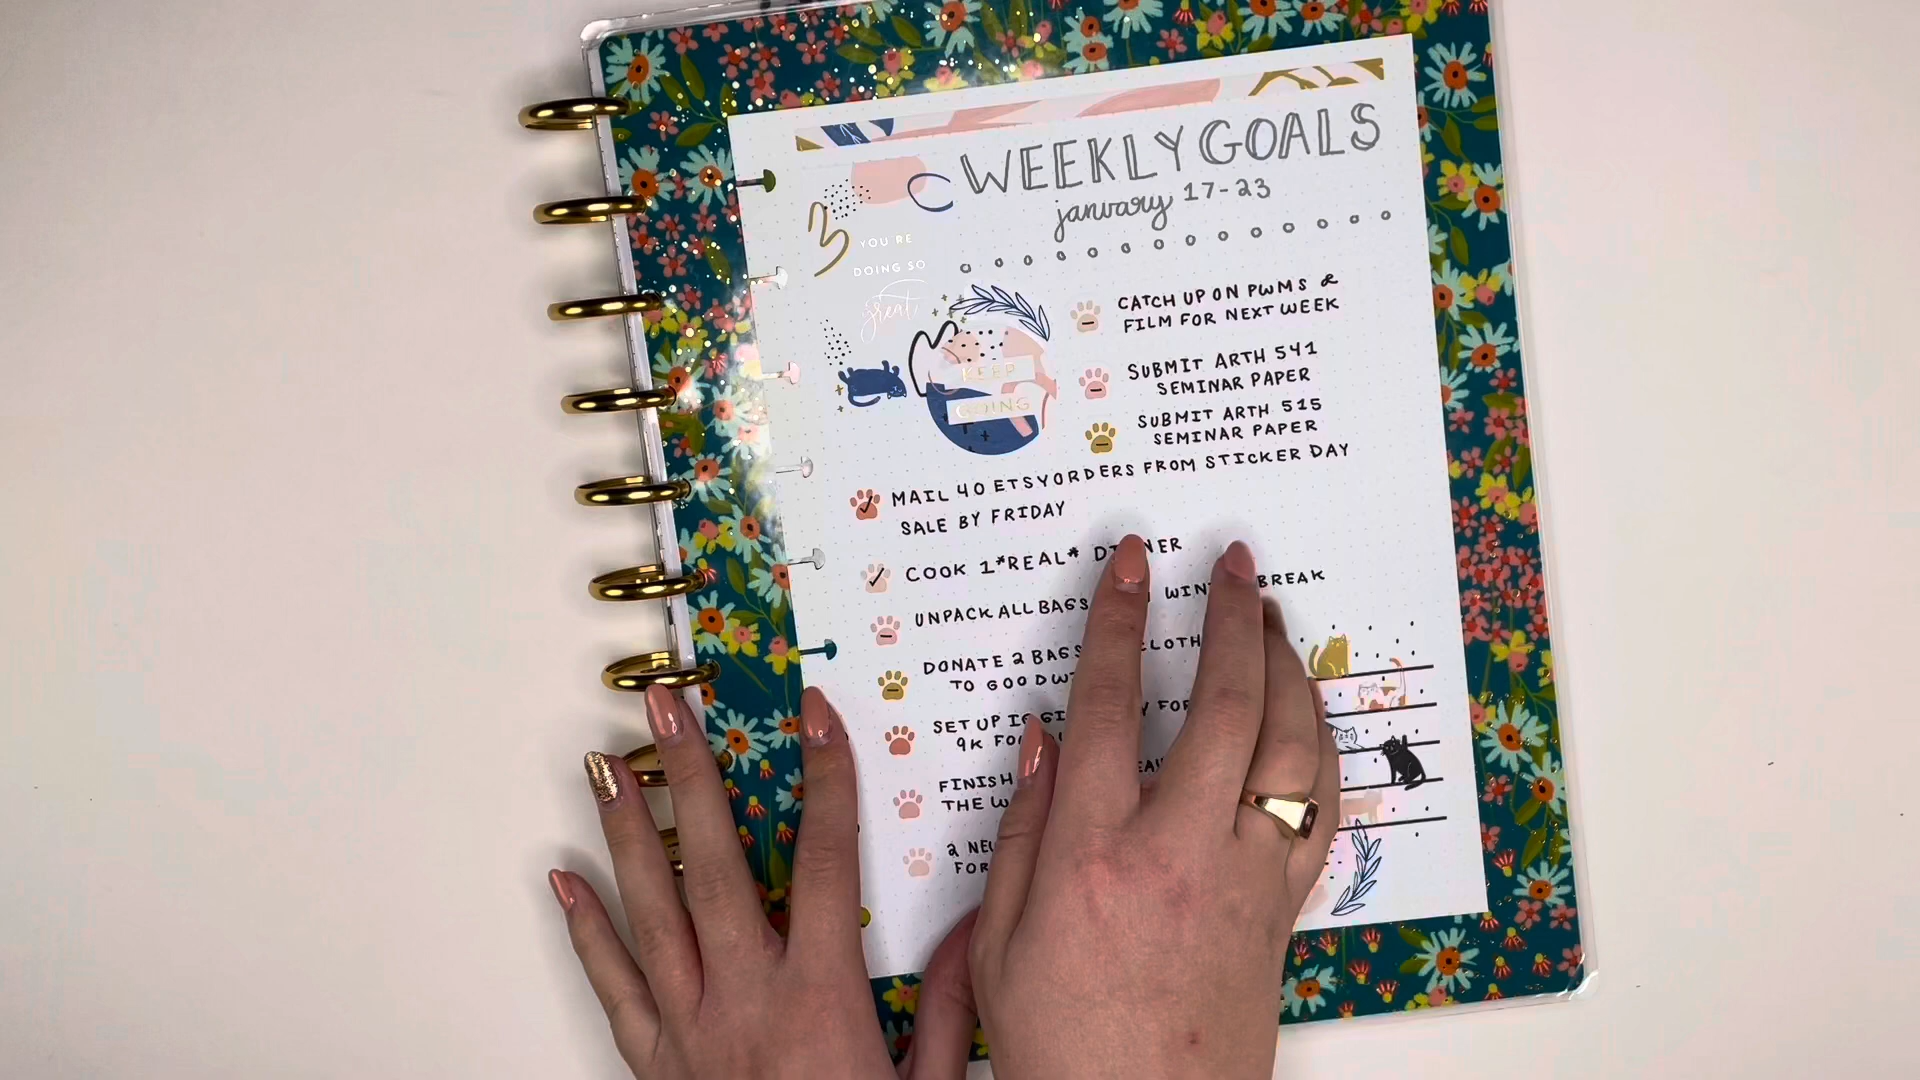 WEEKLY GOALS
january 17-23
YOU'RE
DOING SO
great
KEEP
GOING
CATCH UP ON PWMS &
FILM FOR NEXT WEEK
SUBMIT ARTH 541
SEMINAR PAPER
SUBMIT ARTH 515
SEMINAR PAPER
MAIL 40 ETSY ORDERS FROM STICKER DAY
SALE BY FRIDAY
COOK 1 *REAL*
UNPACK ALL BAGS BREAK
DONATE 2 BAGS
TO
SET UP IG
9K
FINISH
THE
2